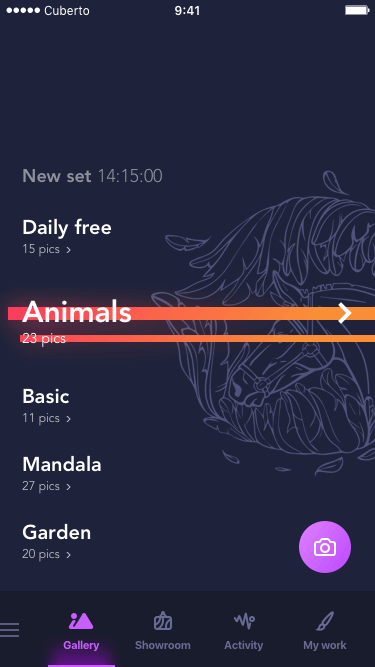 Cuberto 9:41
New set 14:15:00
Daily free
15 pics
Animals
23 pics
Basic
11 pics
Mandala
27 pics
Garden
20 pics
Gallery Showroom Activity My work